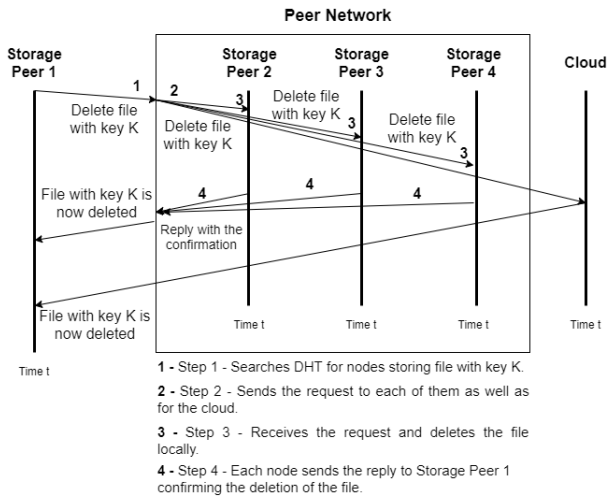 Peer Network
Storage
Peer 1
Storage
Peer 2
Storage
Peer 3
Storage
Peer 4
Cloud
1
2
3
Delete file
with key K
Delete file
with key K
Delete file
with key K
3
Delete file
with key K
3
File with key K is
now deleted
4
4
4
Reply with the
confirmation
File with key K is
now deleted
Time t
Time t
Time t
Time t
Time t
1 - Step 1 - Searches DHT for nodes storing file with key K.
2 - Step 2 - Sends the request to each of them as well as
for the cloud.
3 - Step 3 - Receives the request and deletes the file
locally.
4 - Step 4 - Each node sends the reply to Storage Peer 1
confirming the deletion of the file.